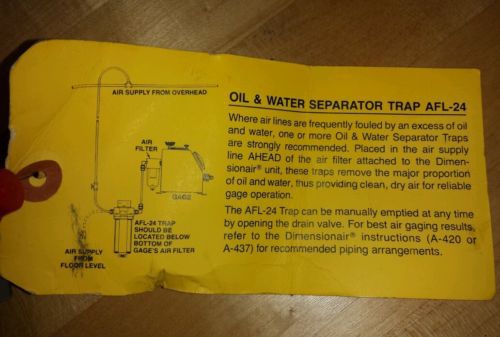 AIR SUPPLY FROM OVERHEAD
AIR
FILTER
GAGE
AFL-24 TRAP
SHOULD BE
LOCATED BELOW
BOTTOM OF
GAGE'S AIR FILTER
AIR SUPPLY
FROM
FLOOR LEVEL
OIL & WATER SEPARATOR TRAP AFL-24
Where air lines are frequently fouled by an excess of oil
and water, one or more Oil & Water Separator Traps
are strongly recommended. Placed in the air supply
line AHEAD of the air filter attached to the Dimen-
sionair® unit, these traps remove the major proportion
of oil and water, thus providing clean, dry air for reliable
gage operation.
The AFL-24 Trap can be manually emptied at any time
by opening the drain valve. For best air gaging results,
refer to the Dimensionair® instructions (A-420 or
A-437) for recommended piping arrangements.